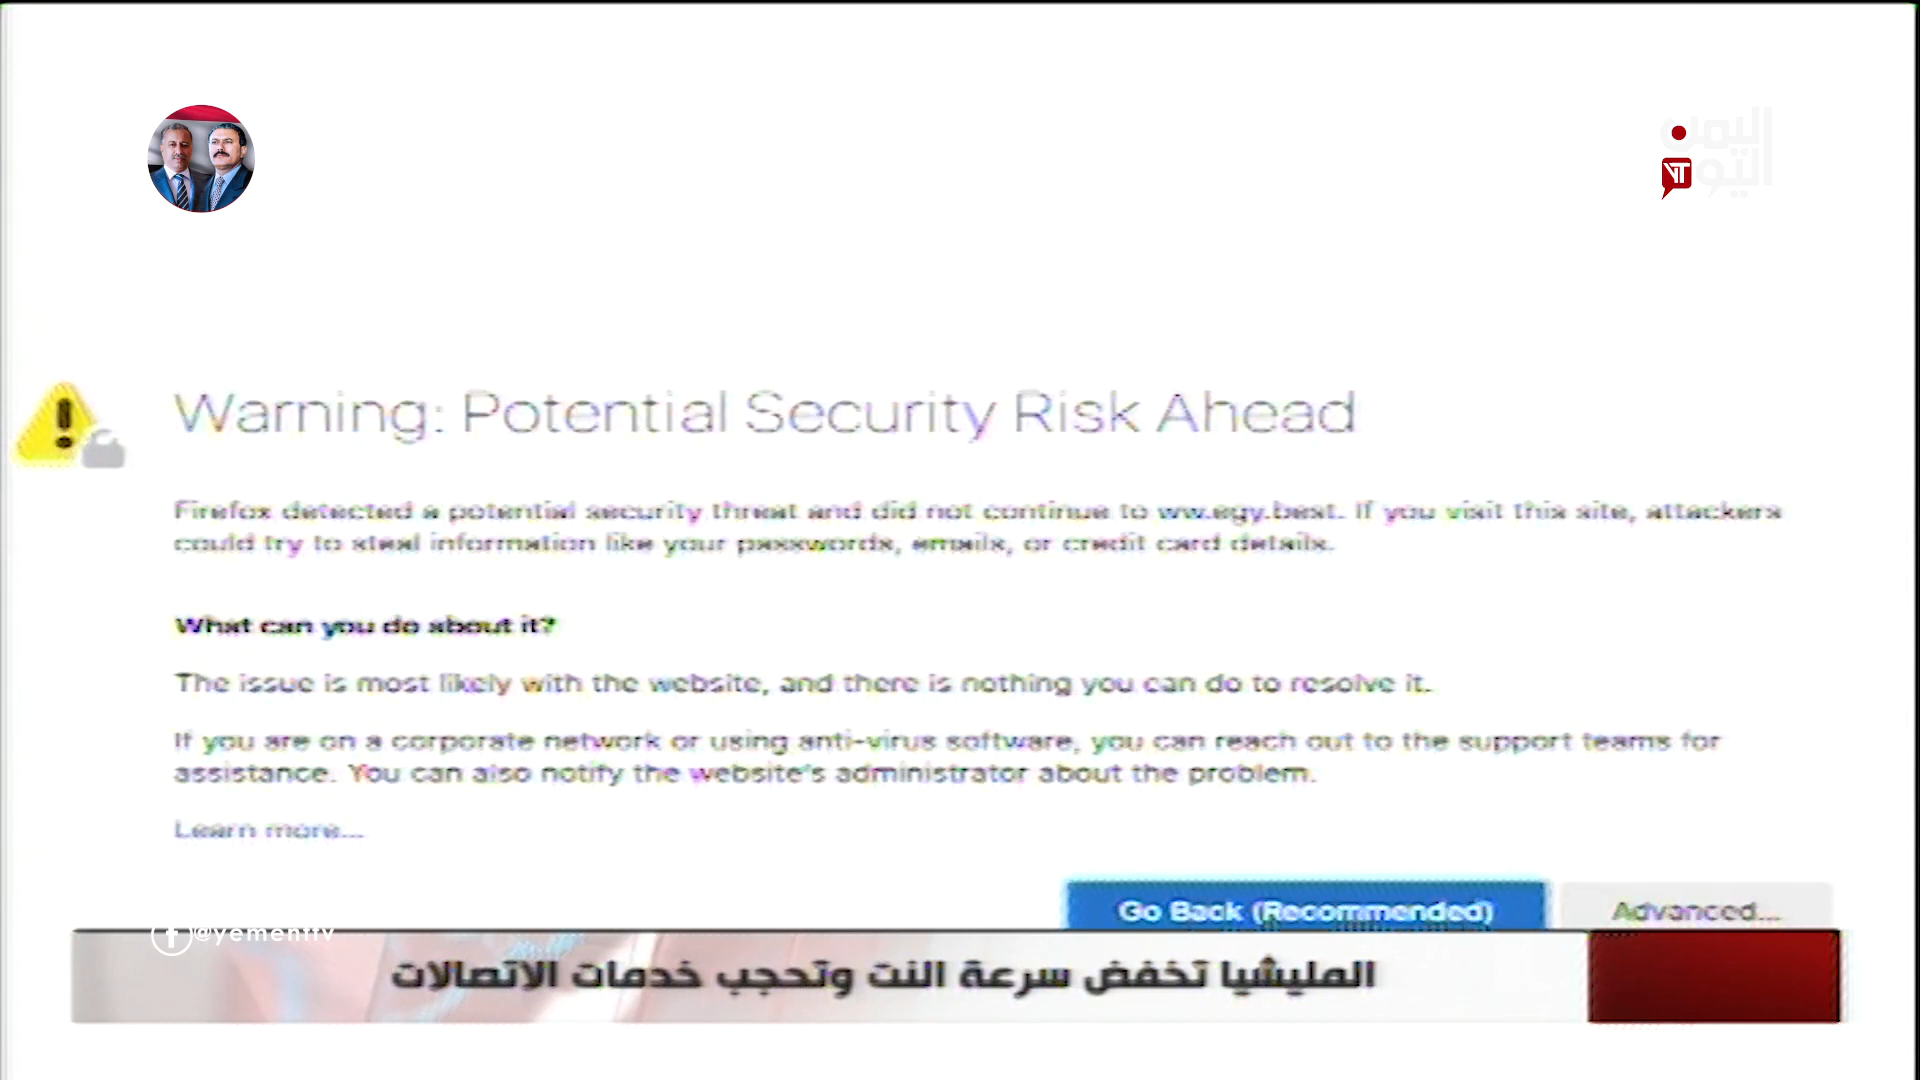 اليمن
اليوم
YT
Warning: Potential Security Risk Ahead
Firefox detected a potential security threat and did not continue to ww.egy.best. If you visit this site, attackers
could try to steal information like your passwords, emails, or credit card details.
What can you do about it?
The issue is most likely with the website, and there is nothing you can do to resolve it.
If you are on a corporate network or using anti-virus software, you can reach out to the support teams for
assistance. You can also notify the website's administrator about the problem.
Learn more...
Go Back (Recommended)
Advanced...
f @yementtv
المليشيا تخفض سرعة النت وتحجب خدمات الاتصالات